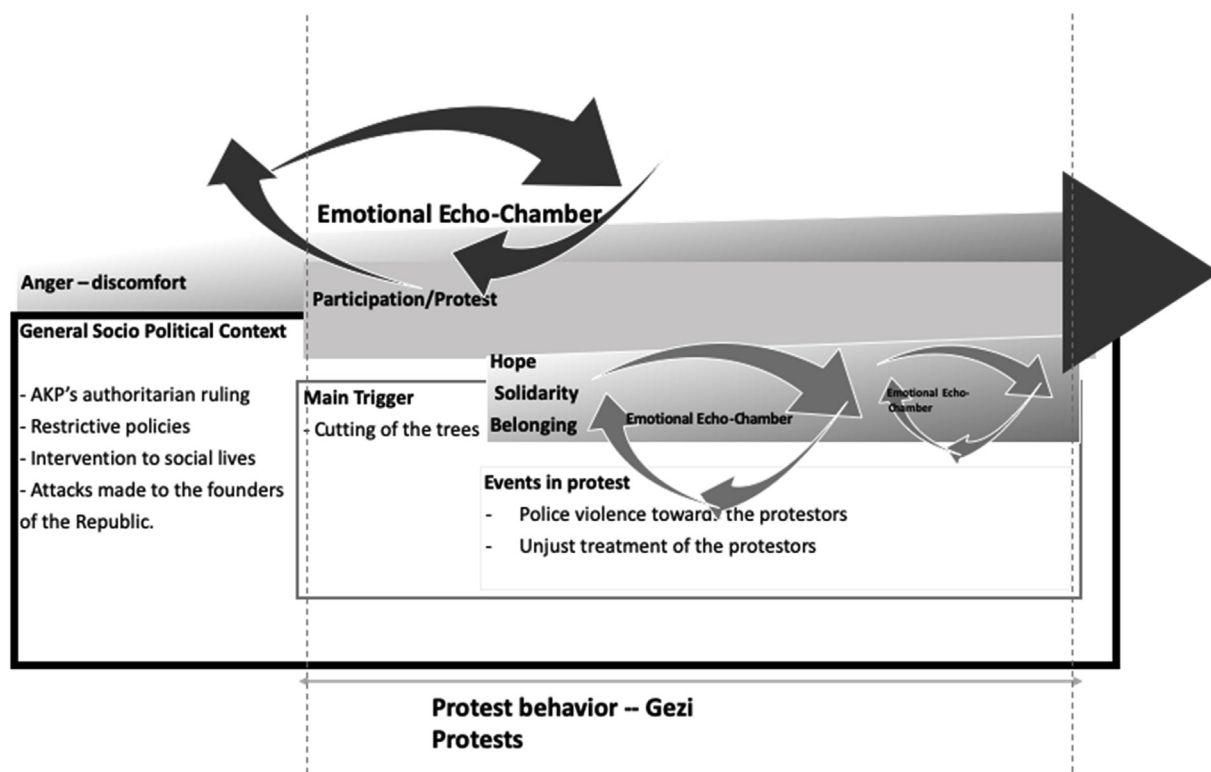 Emotional Echo-Chamber
Anger – discomfort
Participation/Protest
General Socio Political Context
- AKP's authoritarian ruling
- Restrictive policies
- Intervention to social lives
- Attacks made to the founders
of the Republic.
Main Trigger
- Cutting of the trees
Hope
Solidarity
Belonging
Emotional Echo-Chamber
Emotional Echo-
Chamber
Events in protest
- Police violence toward the protestors
- Unjust treatment of the protestors
Protest behavior -- Gezi
Protests